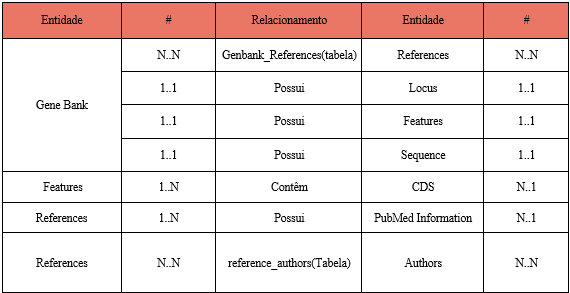 Entidade # Relacionamento Entidade #
Gene Bank N..N Genbank_References(tabela) References N..N
1..1 Possui Locus 1..1
1..1 Possui Features 1..1
1..1 Possui Sequence 1..1
Features 1..N Contêm CDS N..1
References 1..N Possui PubMed Information N..1
References N..N reference_authors(Tabela) Authors N..N